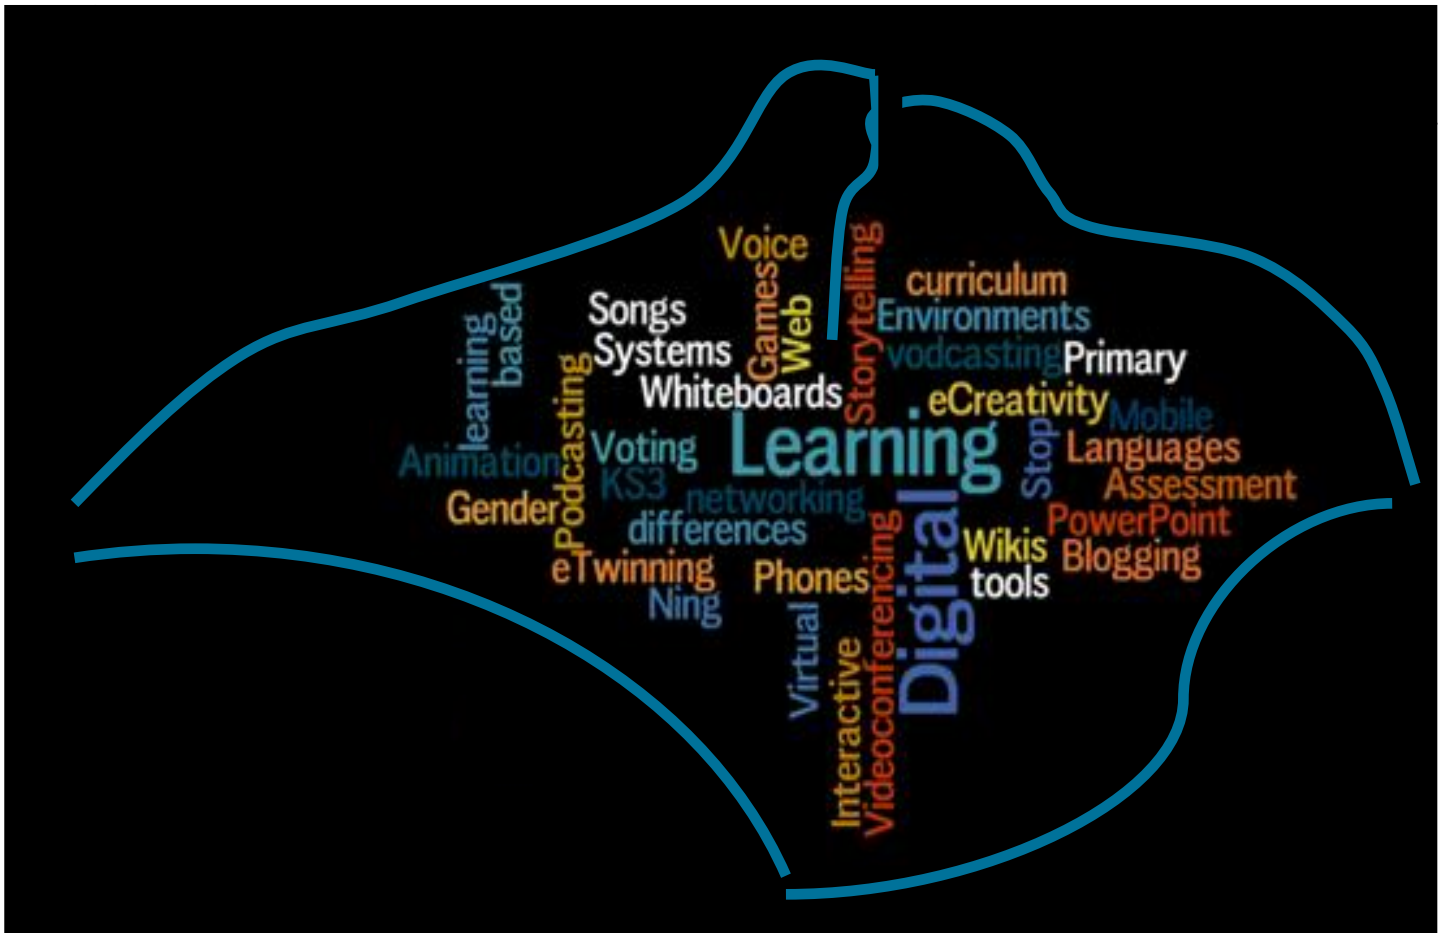 Voice
Storytelling
Games
Web
curriculum
based
Songs
Environments
learning
Systems
vodcasting
Primary
Podcasting
Whiteboards
eCreativity
Mobile
Learning
Stop
Voting
Languages
Animation
KS3
networking
Assessment
Gender
Digital
differences
Videoconferencing
PowerPoint
Wikis
Blogging
eTwinning
Phones
tools
Ning
Virtual
Interactive